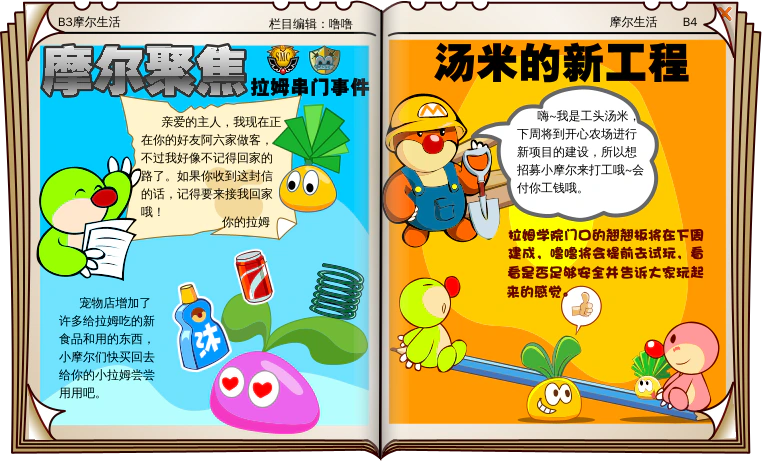 B3摩尔生活
栏目编辑：噜噜
摩尔聚焦
拉姆串门事件
亲爱的主人，我现在正
在你的好友阿六家做客，
不过我好像不记得回家的
路了。如果你收到这封信
的话，记得要来接我回家
哦！
你的拉姆
宠物店增加了
许多给拉姆吃的新
食品和用的东西，
小摩尔们快买回去
给你的小拉姆尝尝
用用吧。
沐
摩尔生活
B4
汤米的新工程
嗨~我是工头汤米，
下周将到开心农场进行
新项目的建设，所以想
招募小摩尔来打工哦~会
付你工钱哦。
拉姆学院门口的翘翘板将在下周
建成，噜噜将会提前去试玩，看
看是否足够安全并告诉大家玩起
来的感觉。